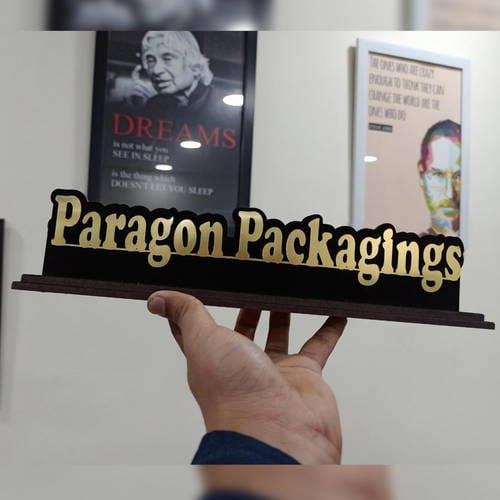 DREAMS
is not what you
SEE IN SLEEP
is the thing which
DOESN'T LET YOU SLEEP
THE ONES WHO ARE CRAZY
ENOUGH TO THINK THEY CAN
CHANGE THE WORLD ARE THE
ONES WHO DO
Paragon Packagings